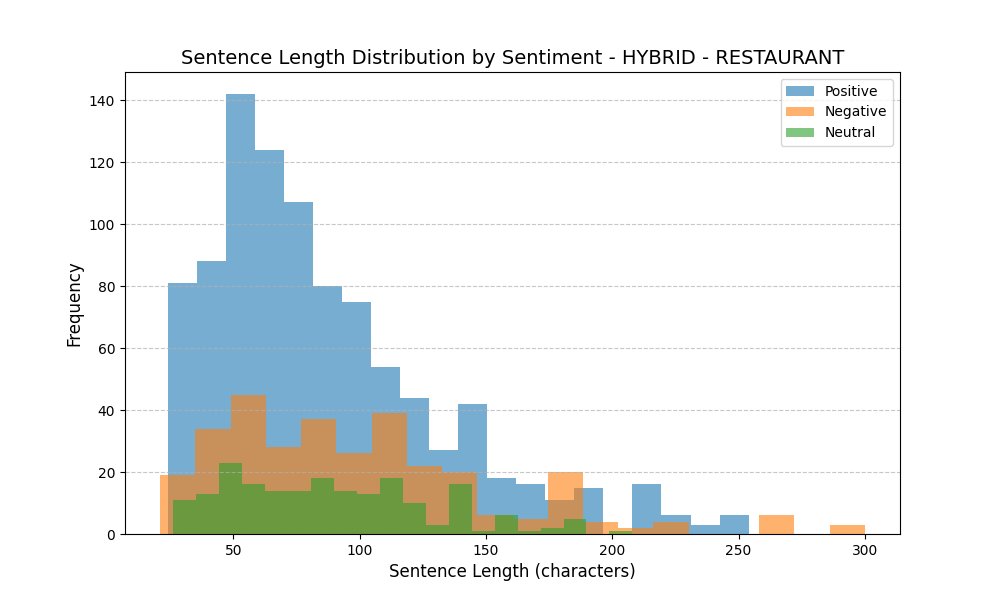 Sentence Length Distribution by Sentiment - HYBRID - RESTAURANT
Positive
Negative
Neutral
Frequency
140
120
100
80
60
40
20
0
50
100
150
200
250
300
Sentence Length (characters)